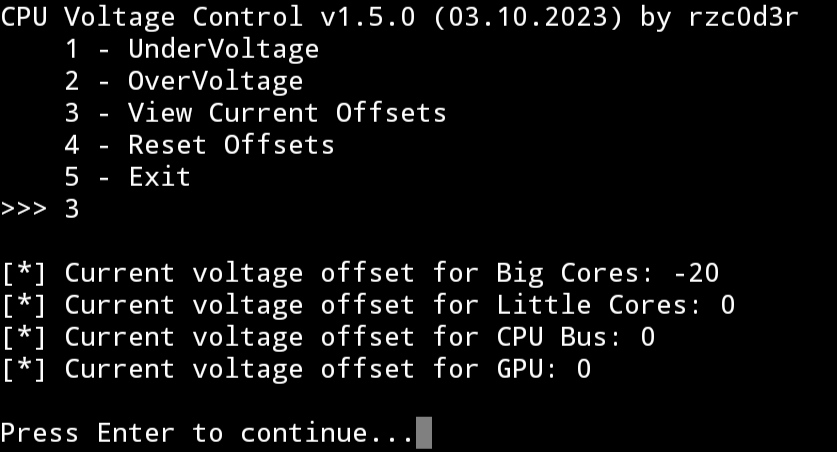 CPU Voltage Control v1.5.0 (03.10.2023) by rzc0d3r
1 - UnderVoltage
2 - OverVoltage
3 - View Current Offsets
4 - Reset Offsets
5 - Exit
>>> 3
[*] Current voltage offset for Big Cores: -20
[*] Current voltage offset for Little Cores: 0
[*] Current voltage offset for CPU Bus: 0
[*] Current voltage offset for GPU: 0
Press Enter to continue...